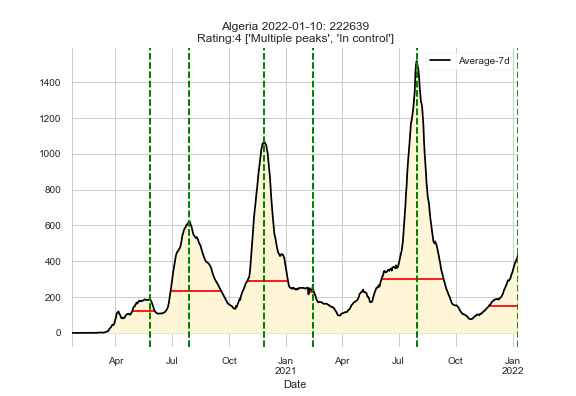 Algeria 2022-01-10: 222639
Rating:4 ['Multiple peaks', 'In control']
Average-7d
1400
1200
1000
800
600
400
200
0
Apr Jul Oct Jan Apr Jul Oct Jan
2021 2022
Date